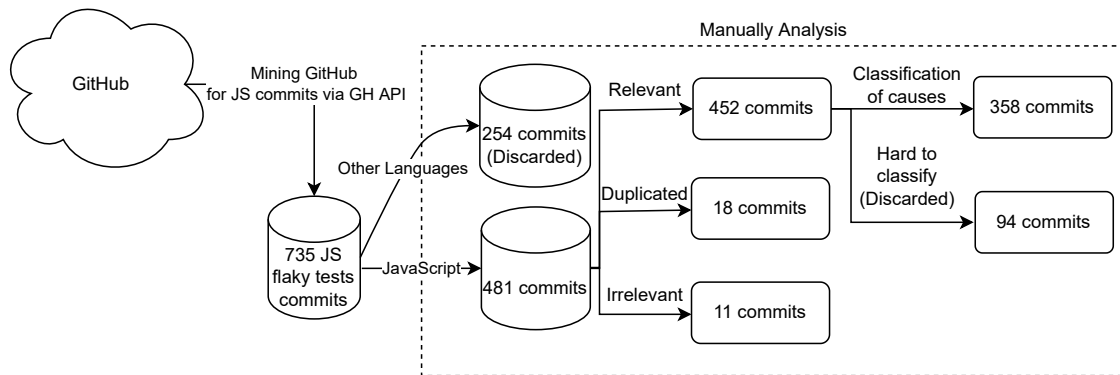 Manually Analysis
GitHub
Mining GitHub
for JS commits via GH API
735 JS
flaky tests
commits
Other Languages
JavaScript
254 commits
(Discarded)
481 commits
Relevant
452 commits
Duplicated
18 commits
Irrelevant
11 commits
Classification
of causes
358 commits
Hard to
classify
(Discarded)
94 commits